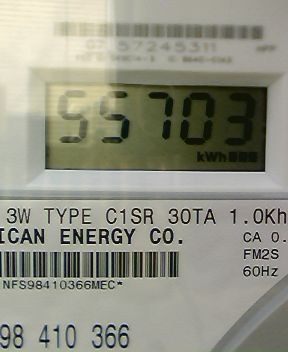 57245311
55703
kWh
3W TYPE C1SR 30TA 1.0Kh
ICAN ENERGY CO. CA 0.
FM2S
60Hz
NFS98410366MEC*
98 410 366